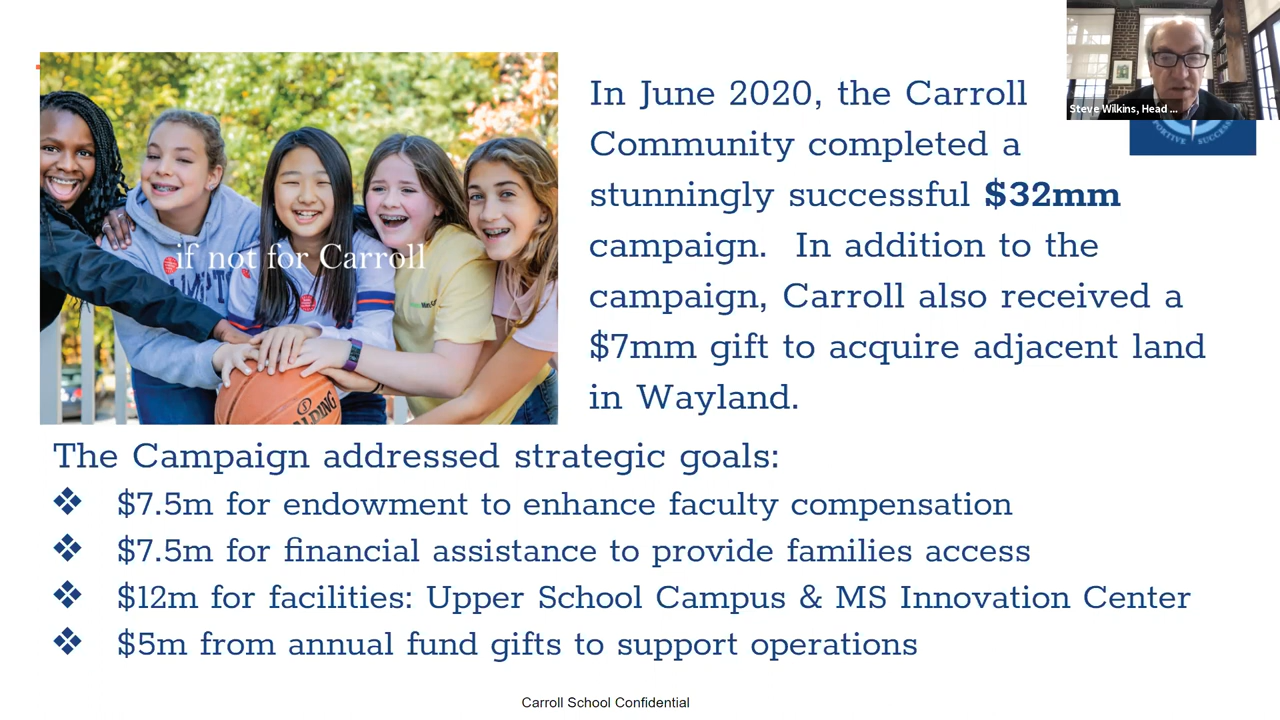 In June 2020, the Carroll
Community completed a
stunningly successful $32mm
campaign.  In addition to the
campaign, Carroll also received a
$7mm gift to acquire adjacent land
in Wayland.
if not for Carroll
SPALDING
Steve Wilkins, Head ...
The Campaign addressed strategic goals:
❖ $7.5m for endowment to enhance faculty compensation
❖ $7.5m for financial assistance to provide families access
❖ $12m for facilities: Upper School Campus & MS Innovation Center
❖ $5m from annual fund gifts to support operations
Carroll School Confidential